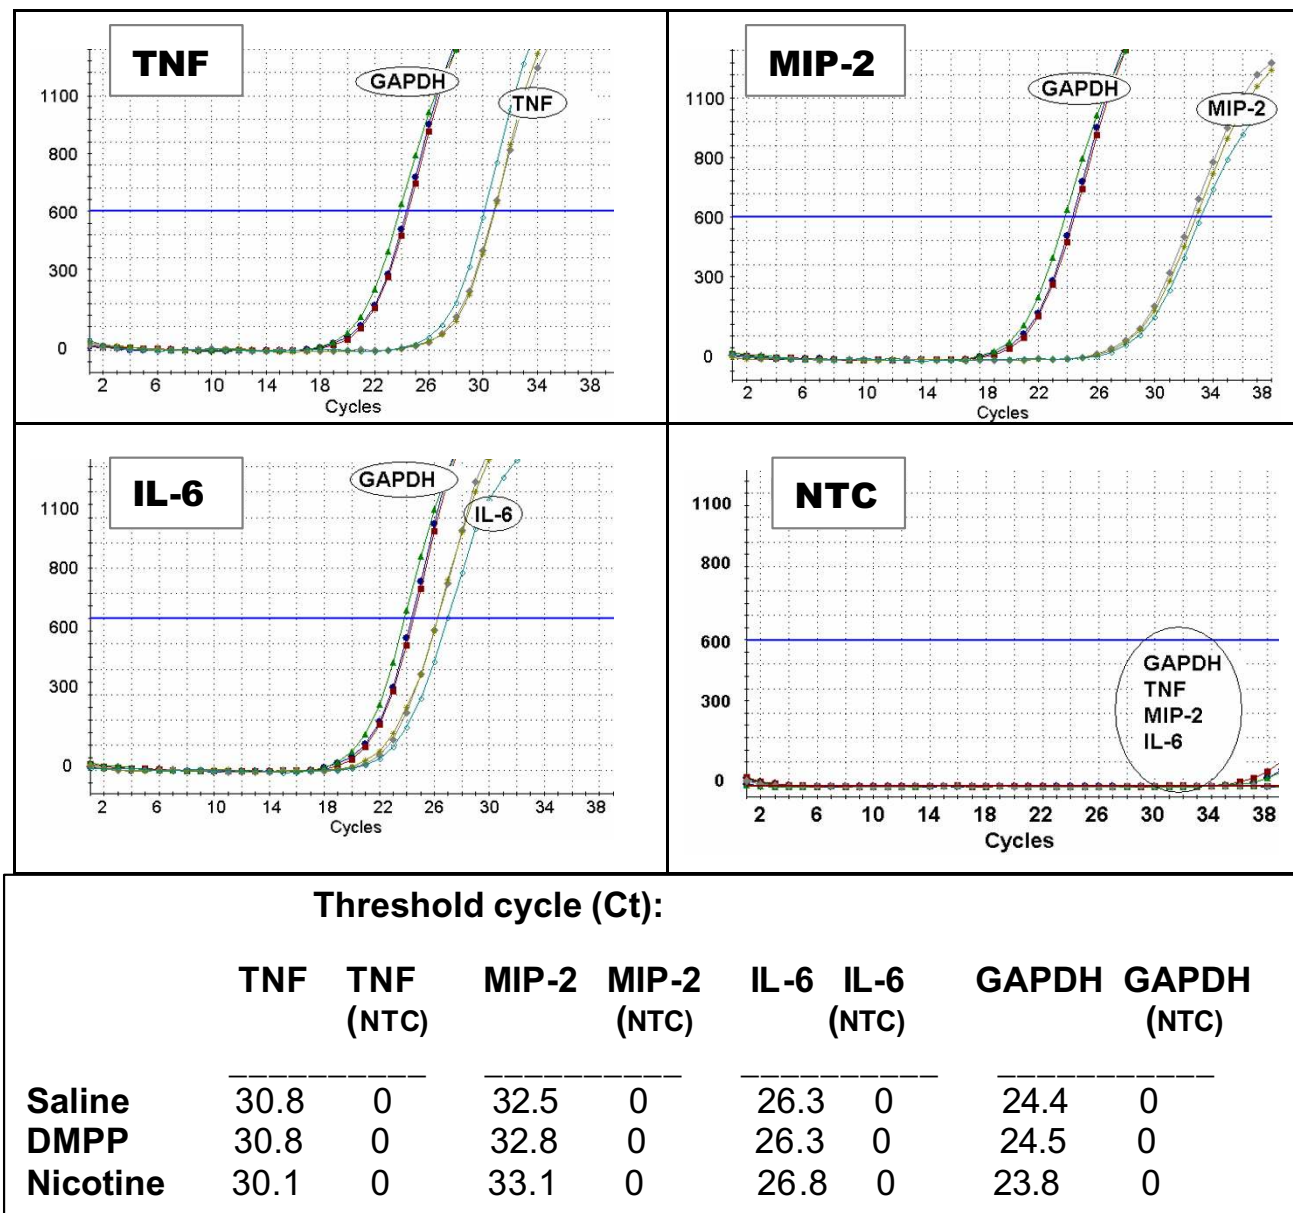 TNF
GAPDH
TNF
1100
800
600
300
0
2 6 10 14 18 22 26 30 34 38
Cycles
MIP-2
GAPDH
MIP-2
1100
800
600
300
0
2 6 10 14 18 22 26 30 34 38
Cycles
IL-6
GAPDH
IL-6
1100
800
600
300
0
2 6 10 14 18 22 26 30 34 38
Cycles
NTC
1100
800
600
300
0
GAPDH
TNF
MIP-2
IL-6
2 6 10 14 18 22 26 30 34 38
Cycles
Threshold cycle (Ct):
TNF TNF MIP-2 MIP-2 IL-6 IL-6 GAPDH GAPDH
(NTC) (NTC) (NTC) (NTC)
Saline 30.8 0 32.5 0 26.3 0 24.4 0
DMPP 30.8 0 32.8 0 26.3 0 24.5 0
Nicotine 30.1 0 33.1 0 26.8 0 23.8 0